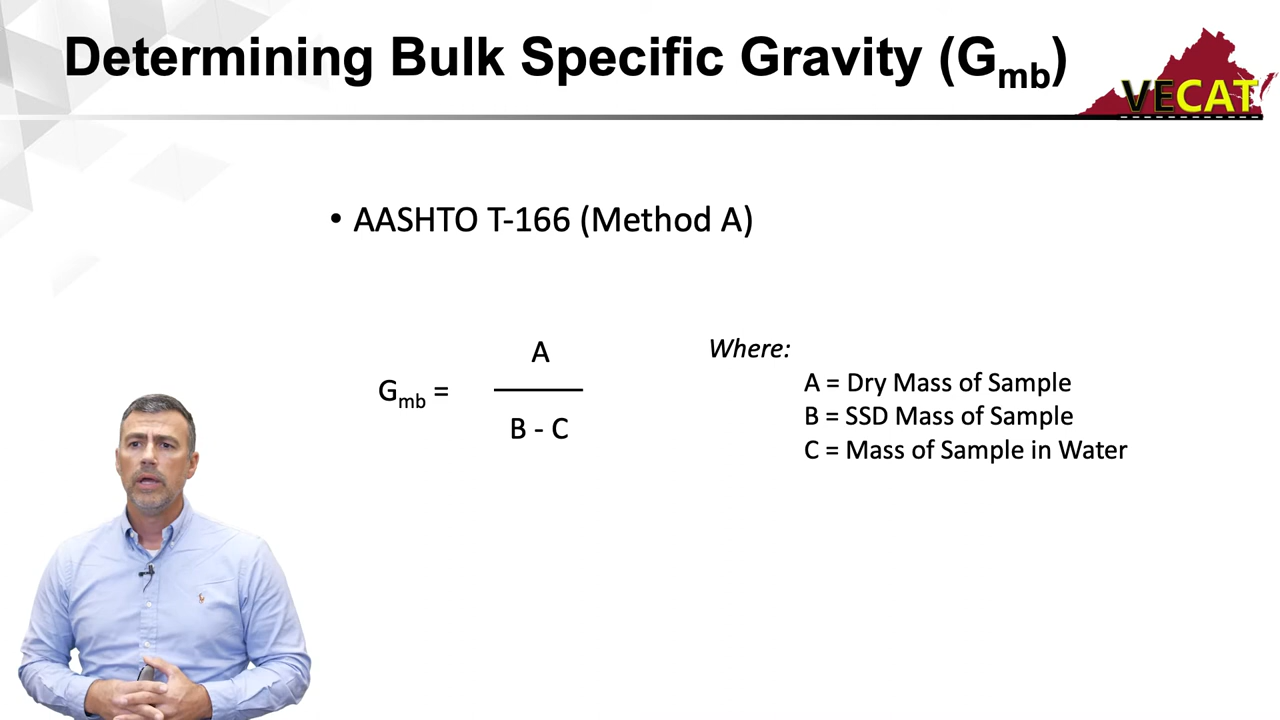 Determining Bulk Specific Gravity (Gmb)
VECAT
• AASHTO T-166 (Method A)
Gmb =
A
B - C
Where:
A = Dry Mass of Sample
B = SSD Mass of Sample
C = Mass of Sample in Water